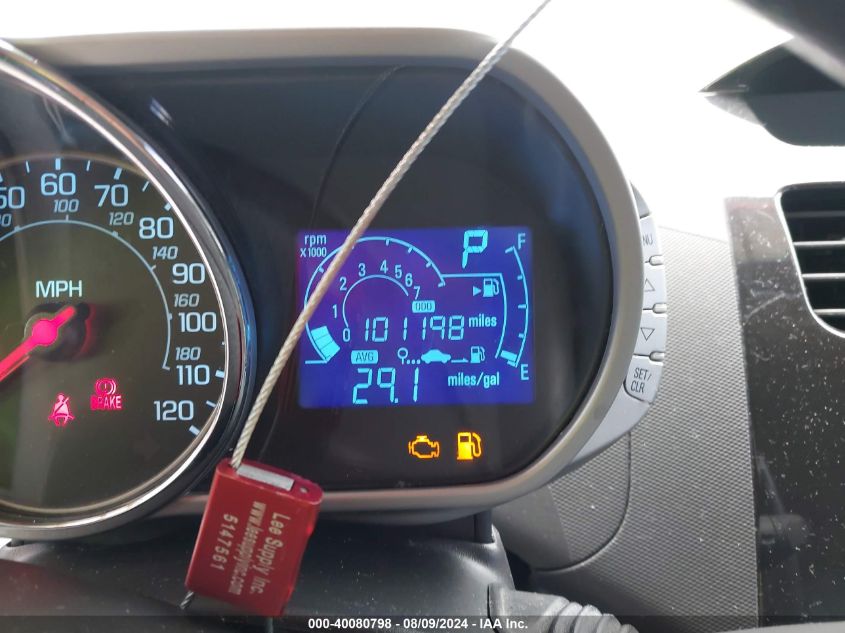 50 60 70 80 90 100 110 120
100 120 140 160 180
MPH
BRAKE
rpm
X1000
0 1 2 3 4 5 6 7
P
F
E
ODO
101198 miles
AVG
29.1 miles/gal
NU
SET/
CLR
Lee Supply Inc.
www.leesupplyinc.com
5147561
000-40080798 - 08/09/2024 - IAA Inc.